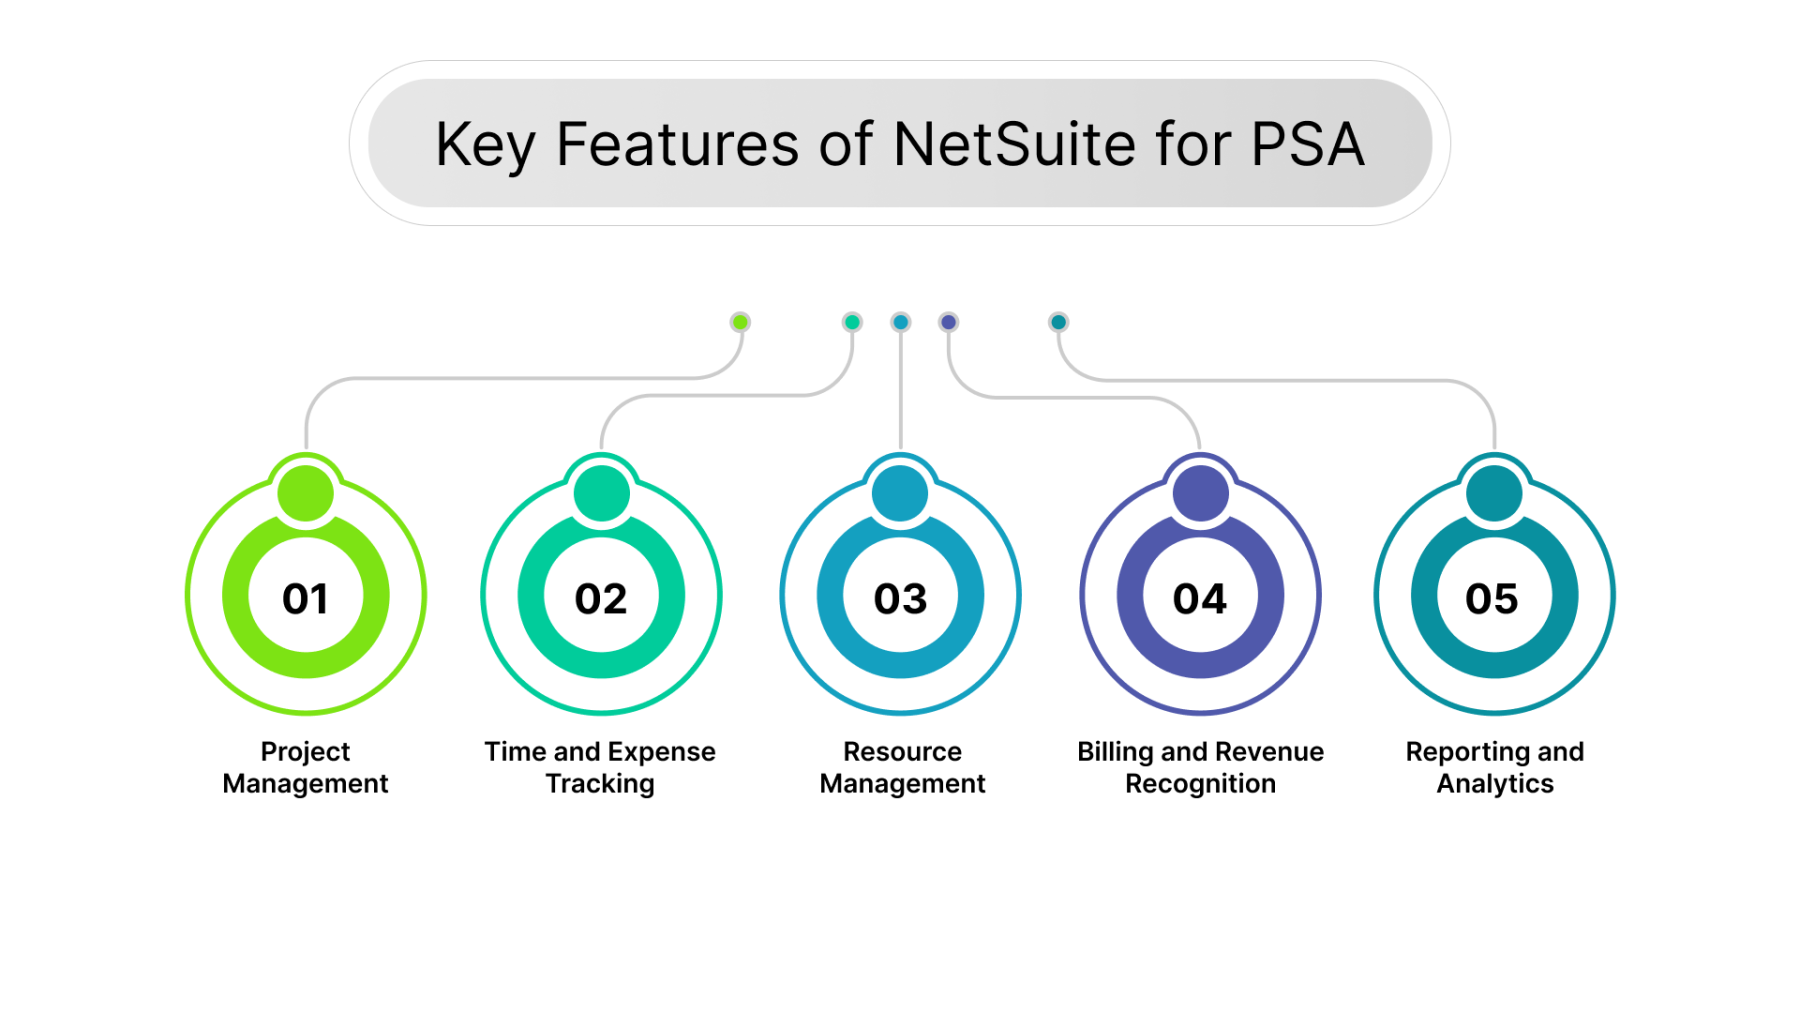 Key Features of NetSuite for PSA
01
02
03
04
05
Project
Management
Time and Expense
Tracking
Resource
Management
Billing and Revenue
Recognition
Reporting and
Analytics